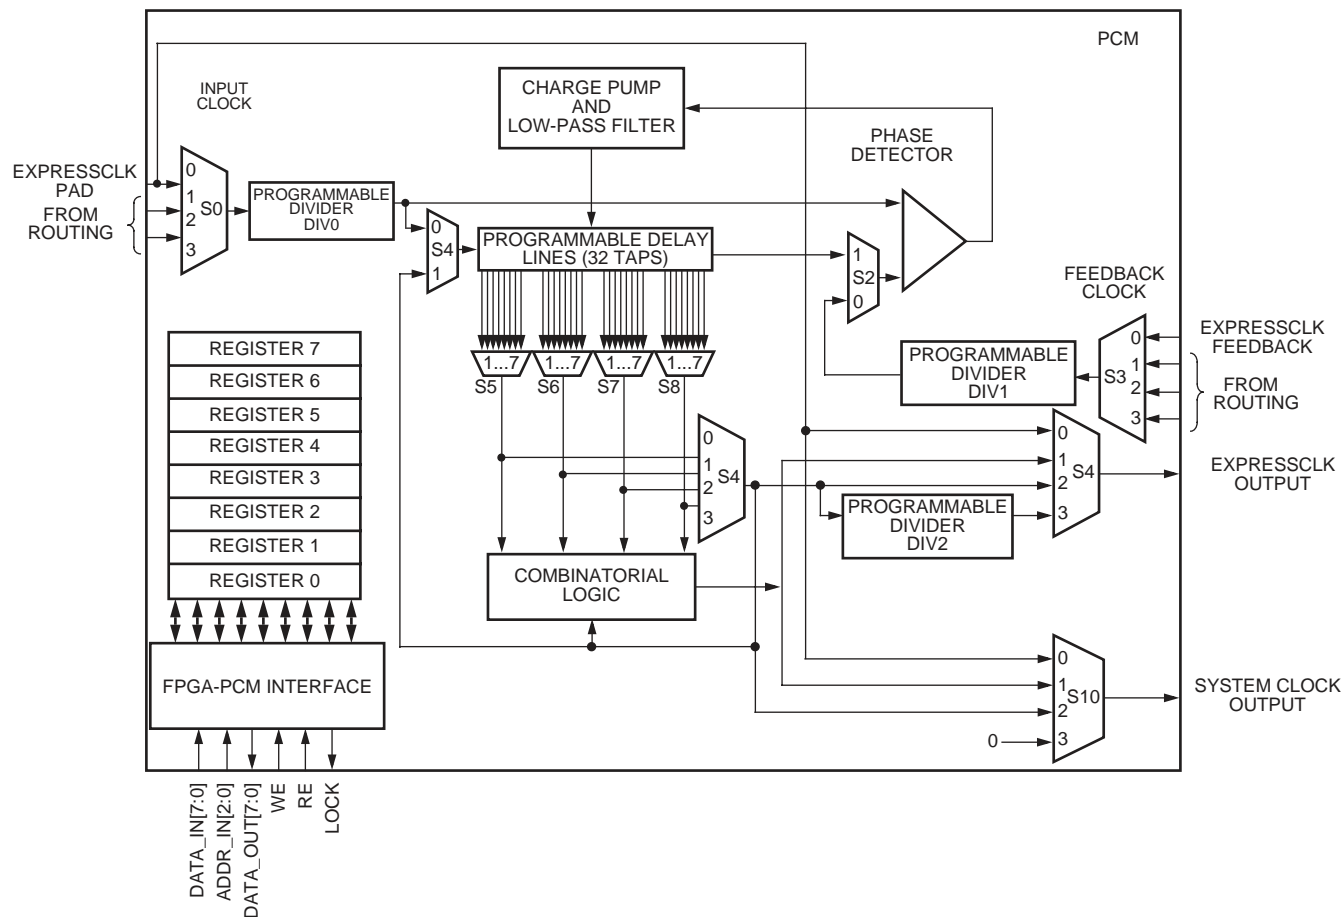 PCM
INPUT
CLOCK
CHARGE PUMP
AND
LOW-PASS FILTER
PHASE
DETECTOR
EXPRESSCLK
PAD
FROM
ROUTING
0
1
2
3
S0
PROGRAMMABLE
DIVIDER
DIV0
0
S4
1
PROGRAMMABLE DELAY
LINES (32 TAPS)
1
S2
0
FEEDBACK
CLOCK
EXPRESSCLK
FEEDBACK
FROM
ROUTING
0
1
2
3
S3
PROGRAMMABLE
DIVIDER
DIV1
REGISTER 7
REGISTER 6
REGISTER 5
REGISTER 4
REGISTER 3
REGISTER 2
REGISTER 1
REGISTER 0
1...7
1...7
1...7
1...7
S5
S6
S7
S8
0
1
2
3
S4
0
1
2
3
S4
EXPRESSCLK
OUTPUT
PROGRAMMABLE
DIVIDER
DIV2
COMBINATORIAL
LOGIC
FPGA-PCM INTERFACE
0
1
2
3
S10
0
SYSTEM CLOCK
OUTPUT
DATA_IN[7:0]
ADDR_IN[2:0]
DATA_OUT[7:0]
WE
RE
LOCK